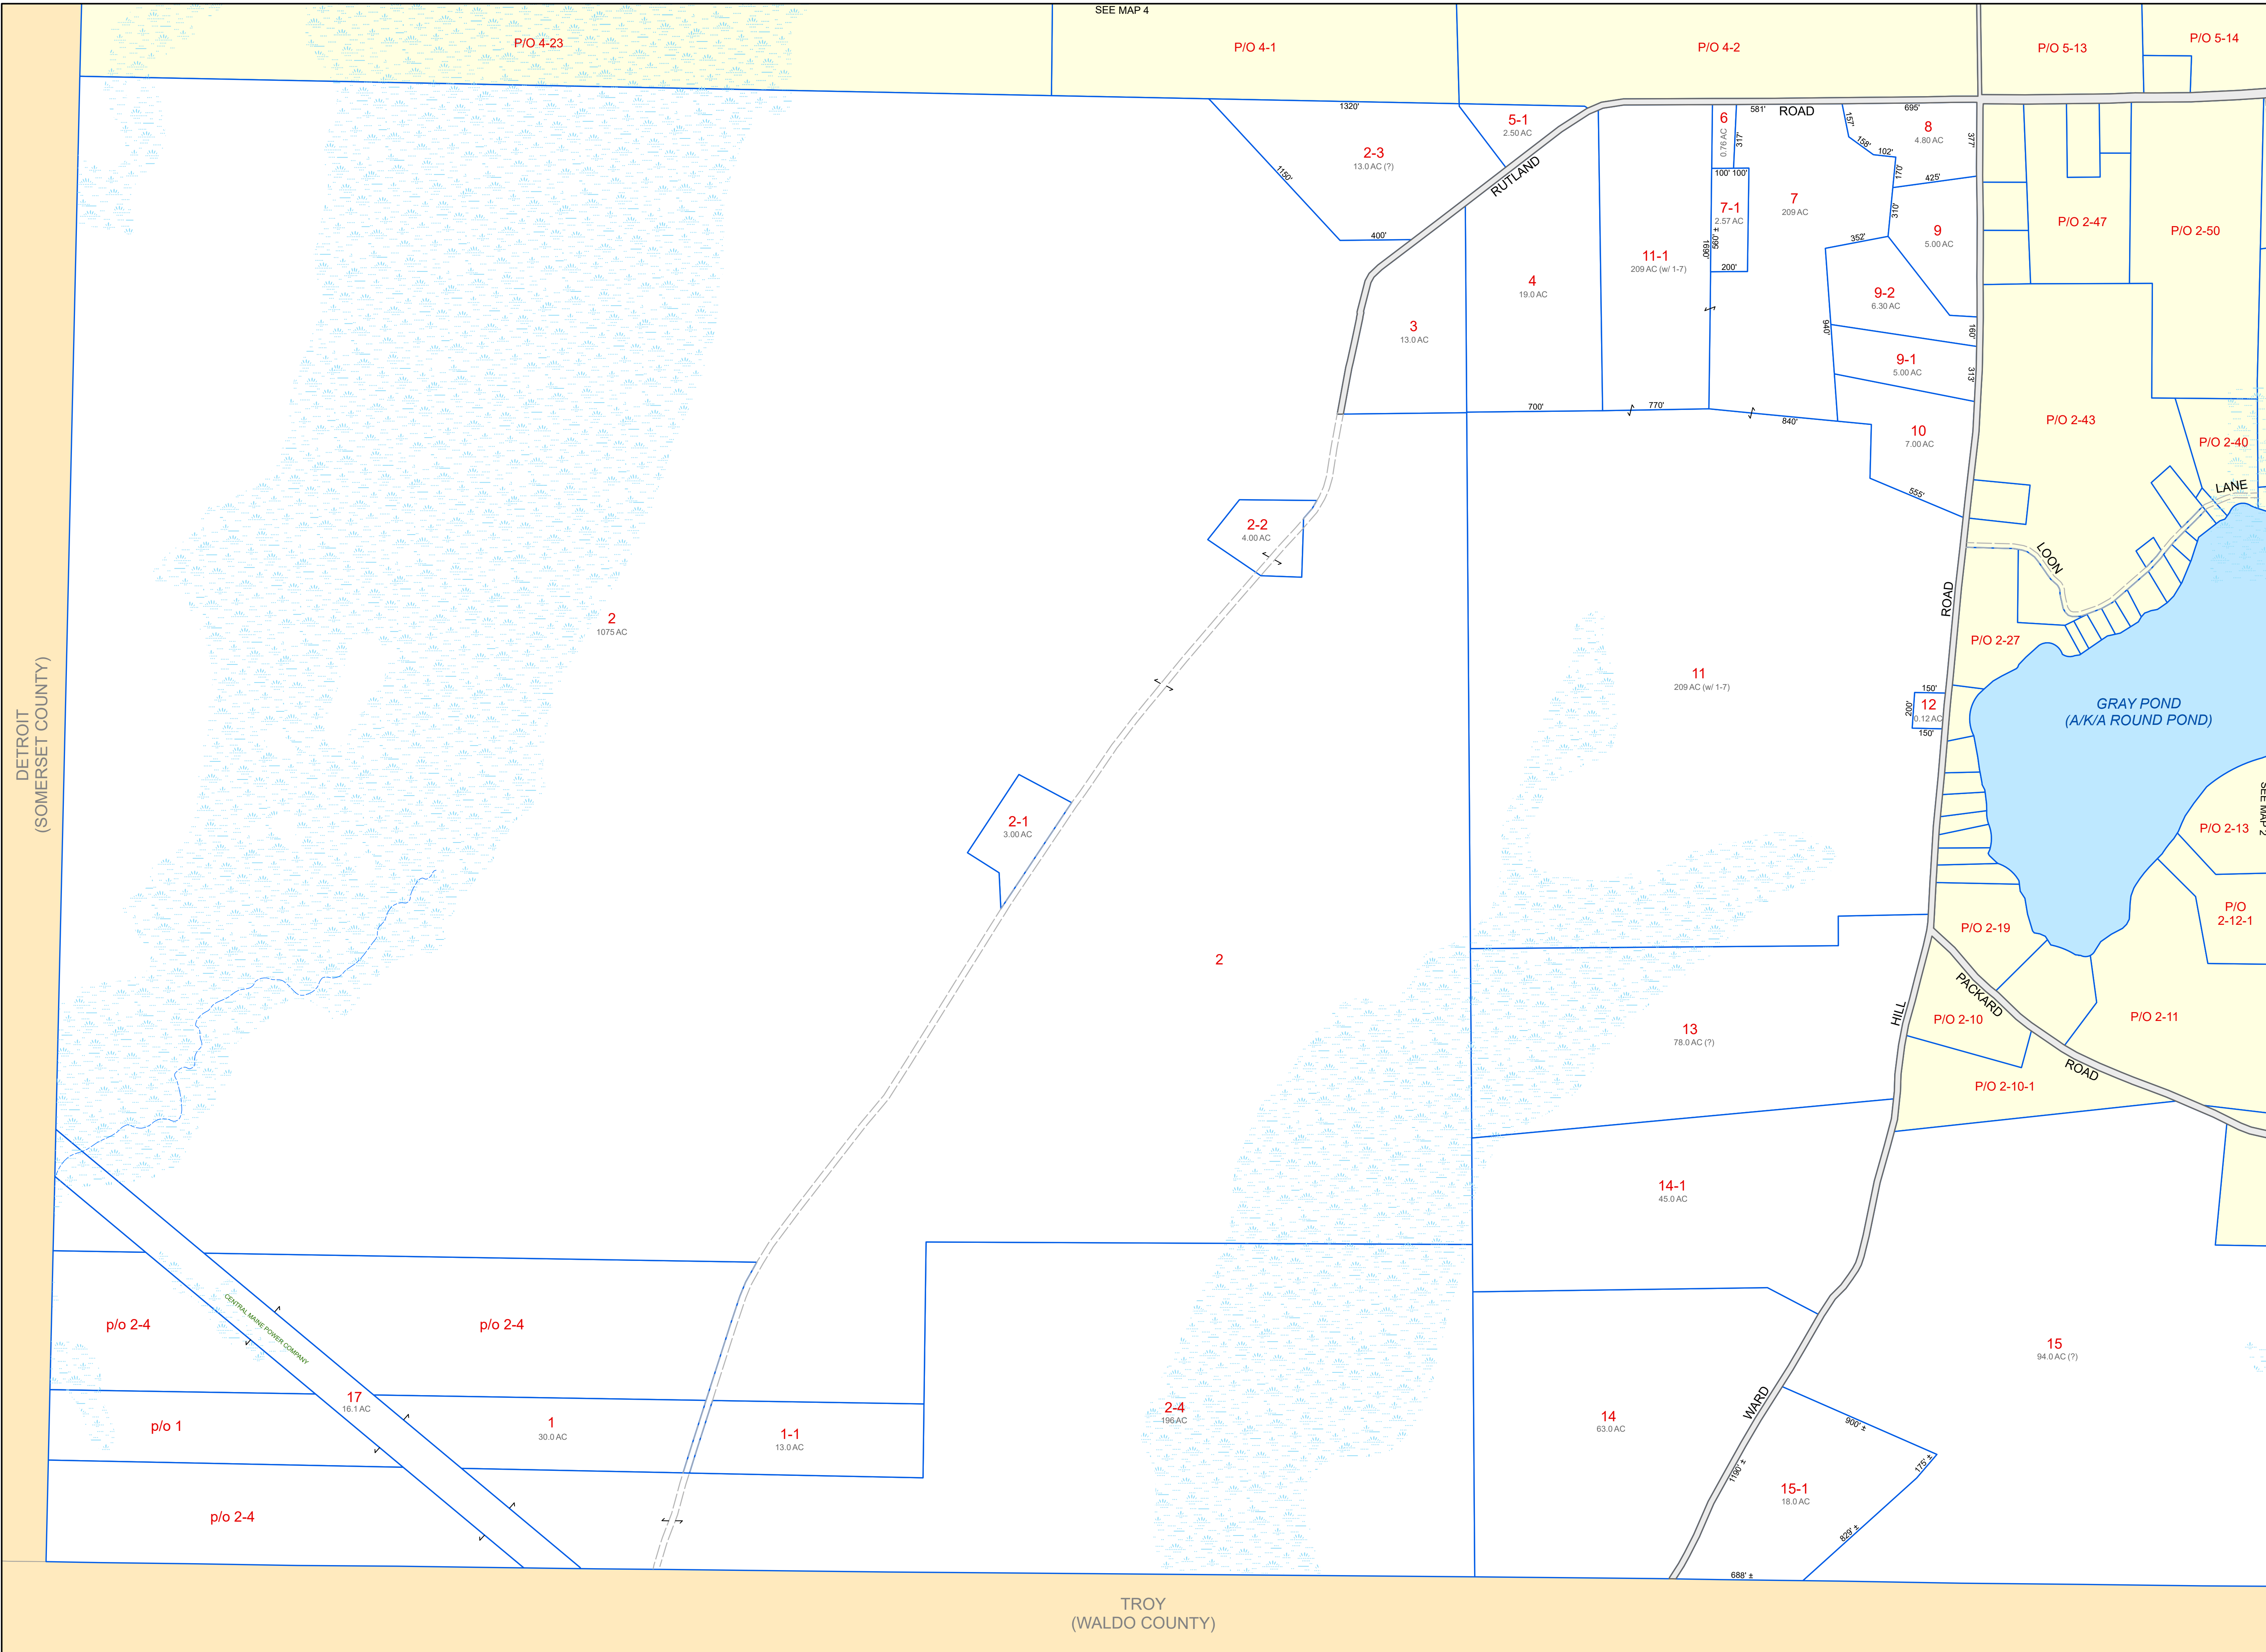 SEE MAP 4
P/O 4-23
P/O 4-1
P/O 4-2
P/O 5-13
P/O 5-14
1320'
5-1
2.50 AC
2-3
13.0 AC (?)
1150'
400'
RUTLAND
ROAD
6
0.76 AC
317'
581'
695'
157'
158'
102'
170'
8
4.80 AC
377'
425'
310'
100'
100'
7-1
2.57 AC
560' ±
1690'
200'
7
209 AC
352'
9
5.00 AC
P/O 2-47
P/O 2-50
11-1
209 AC (w/ 1-7)
4
19.0 AC
3
13.0 AC
9-2
6.30 AC
160'
940'
9-1
5.00 AC
313'
700'
770'
840'
10
7.00 AC
555'
P/O 2-43
P/O 2-40
LANE
LOON
2-2
4.00 AC
2
1075 AC
DETROIT
(SOMERSET COUNTY)
ROAD
P/O 2-27
11
209 AC (w/ 1-7)
150'
200'
12
0.12 AC
150'
GRAY POND
(A/K/A ROUND POND)
SEE MAP 2
2-1
3.00 AC
P/O 2-13
P/O
2-12-1
P/O 2-19
2
PACKARD
HILL
P/O 2-10
P/O 2-11
13
78.0 AC (?)
ROAD
P/O 2-10-1
14-1
45.0 AC
p/o 2-4
CENTRAL MAINE POWER COMPANY
p/o 2-4
15
94.0 AC (?)
17
16.1 AC
p/o 1
1
30.0 AC
1-1
13.0 AC
2-4
196 AC
14
63.0 AC
WARD
900' ±
175' ±
1190' ±
15-1
18.0 AC
829' ±
p/o 2-4
688' ±
TROY
(WALDO COUNTY)